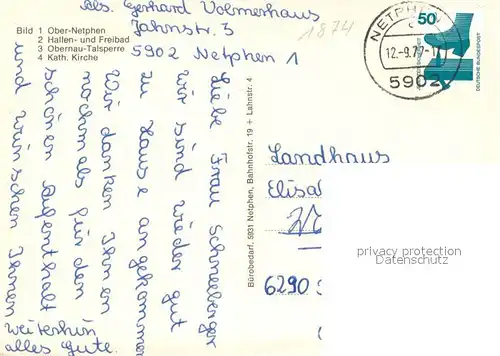 Abs. Gerhard Volmerhaus
Jahnstr. 3
5902 Netphen 1
1874
Bild 1 Ober-Netphen
2 Hallen- und Freibad
3 Obernau-Talsperre
4 Kath. Kirche
Liebe Frau Schneeberger
wir sind wieder gut
zu Hause angekommen
Wir danken Ihnen
nochmals für den
schönen Aufenthalt
und wünschen Ihnen
weiterhin
alles Gute.
Bürobedarf, 5931 Netphen, Bahnhofstr. 19 + Lahnstr. 4
NETPHEN
12.-9.77-17
5902
50
DEUTSCHE BUNDESPOST
Landhaus
Elisa
6290
privacy protection
Datenschutz